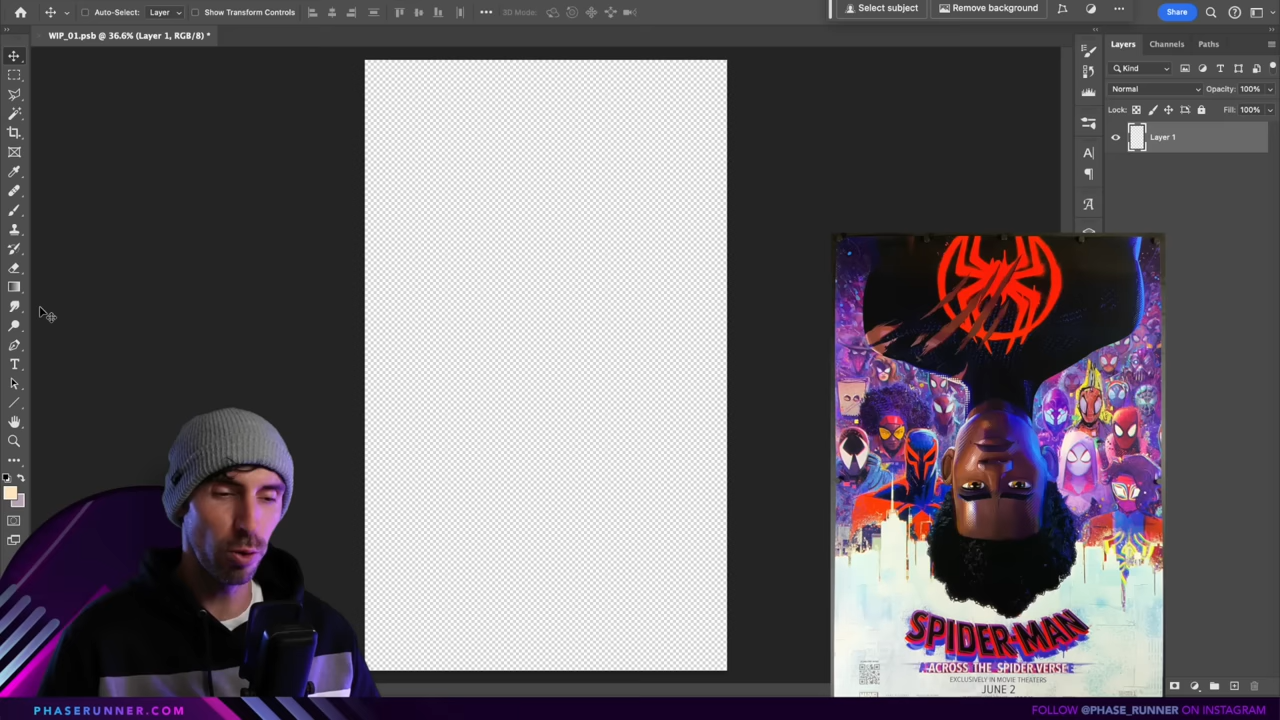 Auto-Select: Layer Show Transform Controls 3D Mode: Select subject Remove background Share
WIP_01.psb @ 36.6% (Layer 1, RGB/8) *
Layers Channels Paths
Kind
Normal Opacity: 100%
Lock: Fill: 100%
Layer 1
SPIDER-MAN
ACROSS THE SPIDER-VERSE
EXCLUSIVELY IN MOVIE THEATERS
JUNE 2
PHASERUNNER.COM
FOLLOW @PHASE_RUNNER ON INSTAGRAM